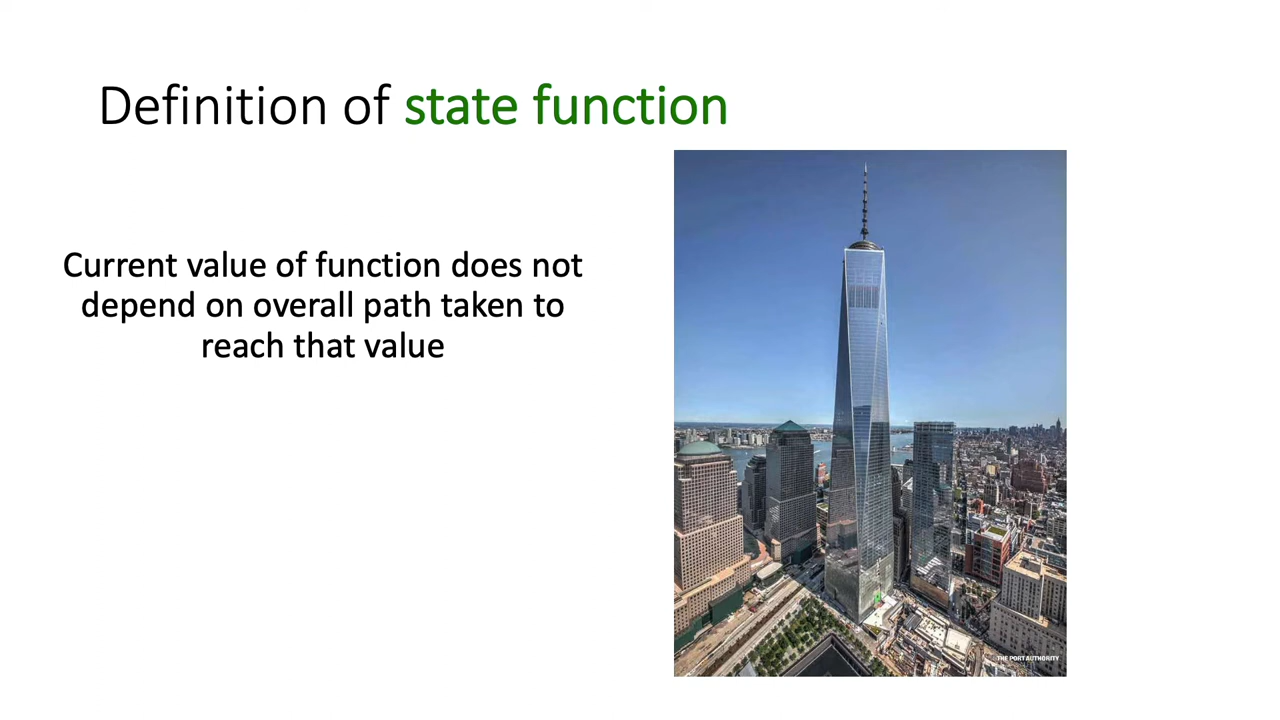 Definition of state function
Current value of function does not
depend on overall path taken to
reach that value
THE PORT AUTHORITY